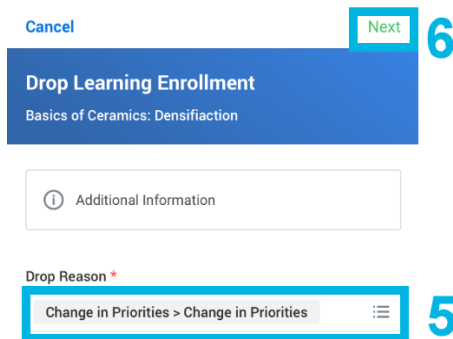 Cancel
Next
6
Drop Learning Enrollment
Basics of Ceramics: Densifiaction
Additional Information
Drop Reason *
Change in Priorities > Change in Priorities
5